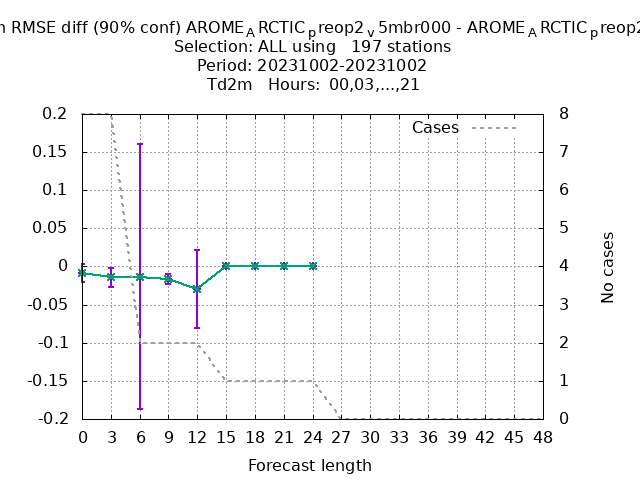 n RMSE diff (90% conf) AROME_ARCTIC_preop2_v5mbr000 - AROME_ARCTIC_preop2
Selection: ALL using 197 stations
Period: 20231002-20231002
Td2m Hours: 00,03,...,21
0.2
0.15
0.1
0.05
0
-0.05
-0.1
-0.15
-0.2
Cases
8
7
6
5
4
3
2
1
0
No cases
0 3 6 9 12 15 18 21 24 27 30 33 36 39 42 45 48
Forecast length